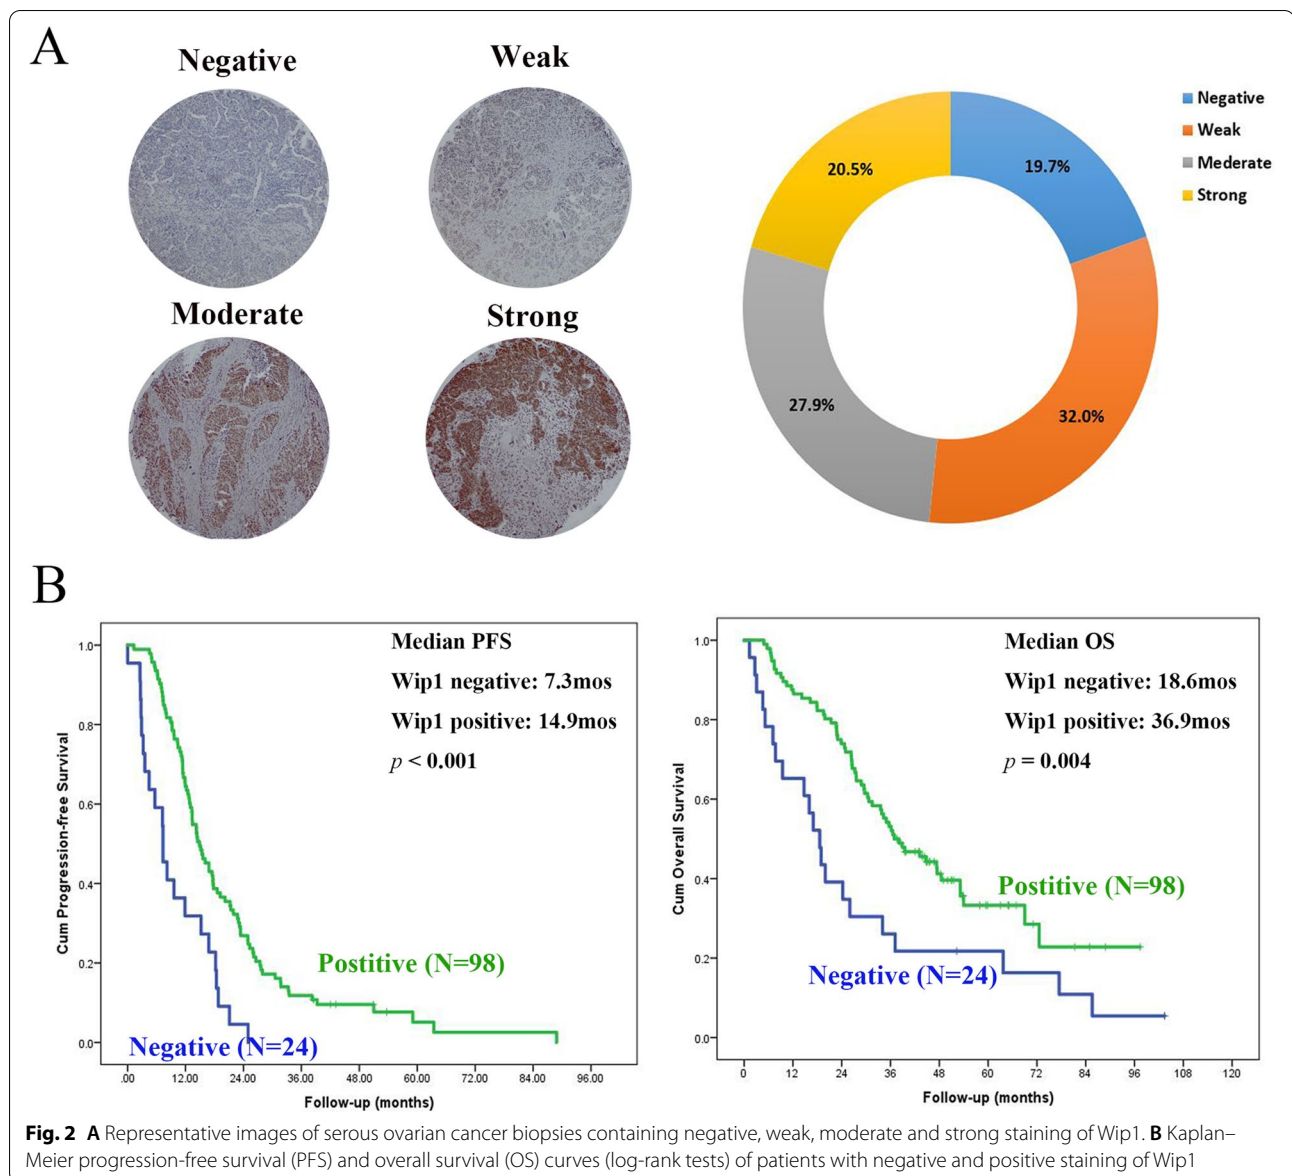 A
Negative
Weak
Moderate
Strong
Negative
Weak
Mederate
Strong
20.5%
19.7%
27.9%
32.0%
B
Median PFS
Wip1 negative: 7.3mos
Wip1 positive: 14.9mos
p < 0.001
Postitive (N=98)
Negative (N=24)
Cum Progression-free Survival
1.0
0.8
0.6
0.4
0.2
0.0
.00 12.00 24.00 36.00 48.00 60.00 72.00 84.00 96.00
Follow-up (months)
Median OS
Wip1 negative: 18.6mos
Wip1 positive: 36.9mos
p = 0.004
Postitive (N=98)
Negative (N=24)
Cum Overall Survival
1.0
0.8
0.6
0.4
0.2
0.0
0 12 24 36 48 60 72 84 96 108 120
Follow-up (months)
Fig. 2 A Representative images of serous ovarian cancer biopsies containing negative, weak, moderate and strong staining of Wip1. B Kaplan–
Meier progression-free survival (PFS) and overall survival (OS) curves (log-rank tests) of patients with negative and positive staining of Wip1